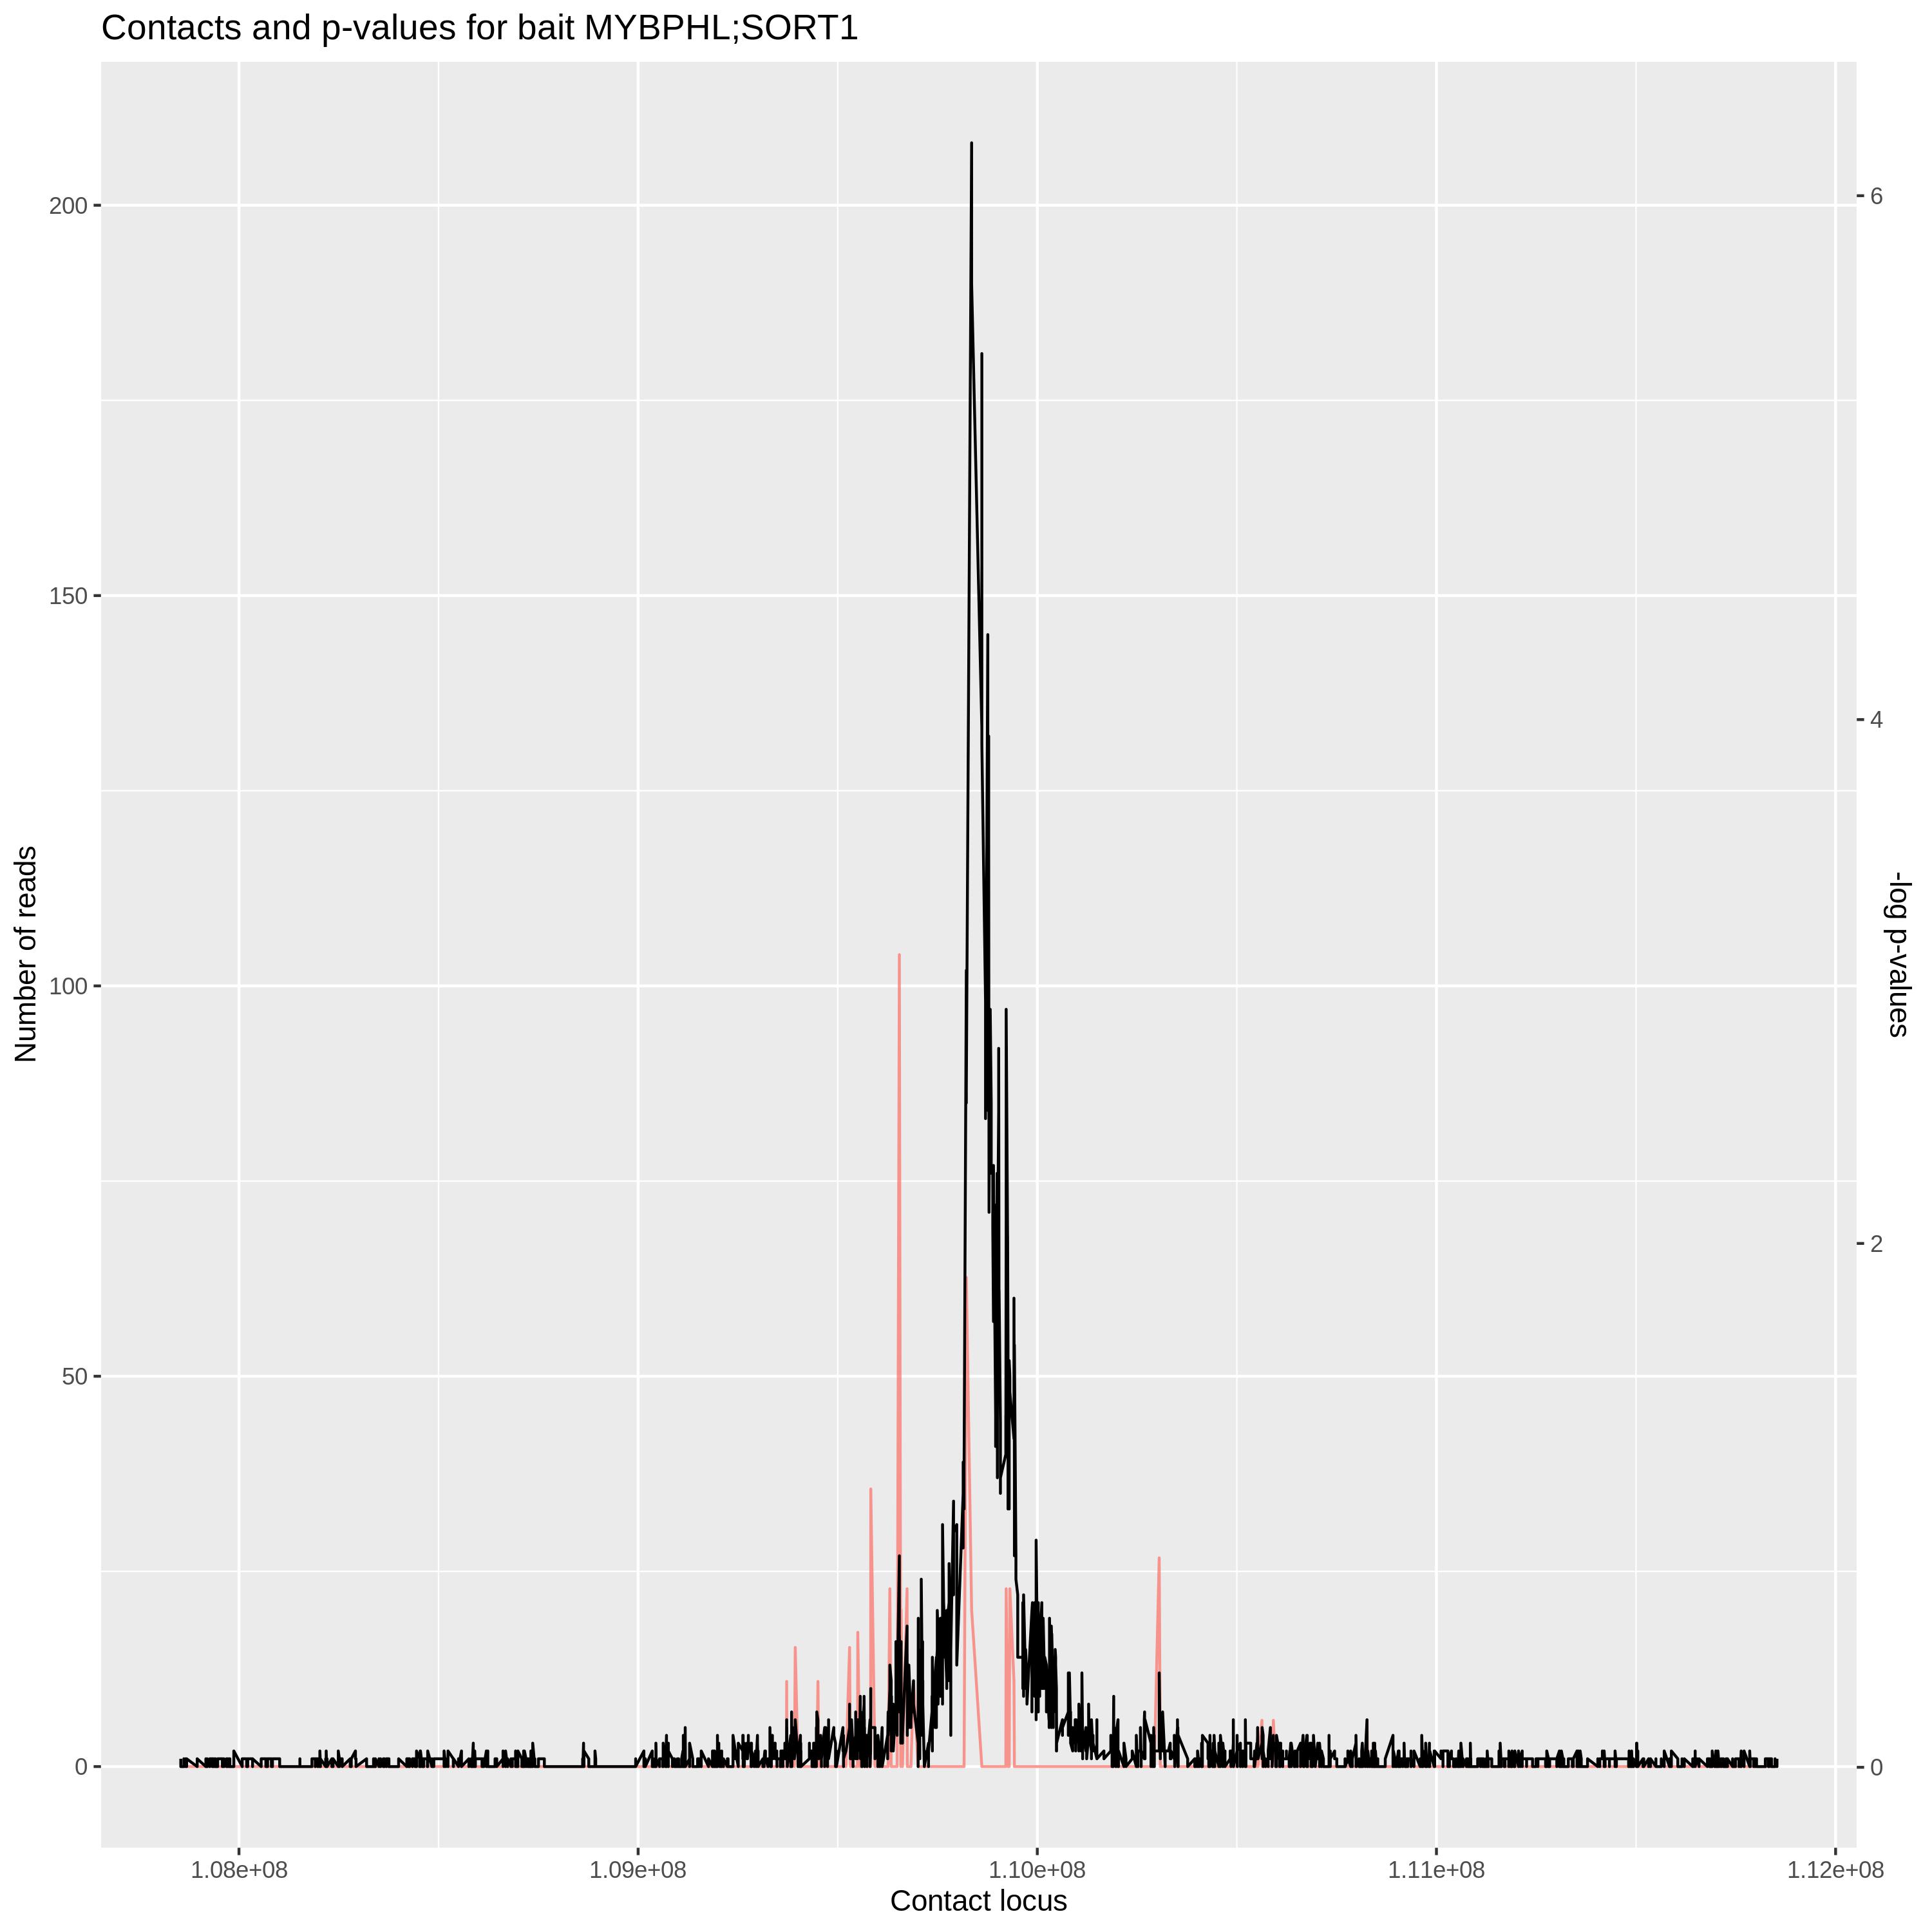 Contacts and p-values for bait MYBPHL;SORT1
200
150
100
50
0
Number of reads
6
4
2
0
-log p-values
1.08e+08
1.09e+08
1.10e+08
1.11e+08
1.12e+08
Contact locus